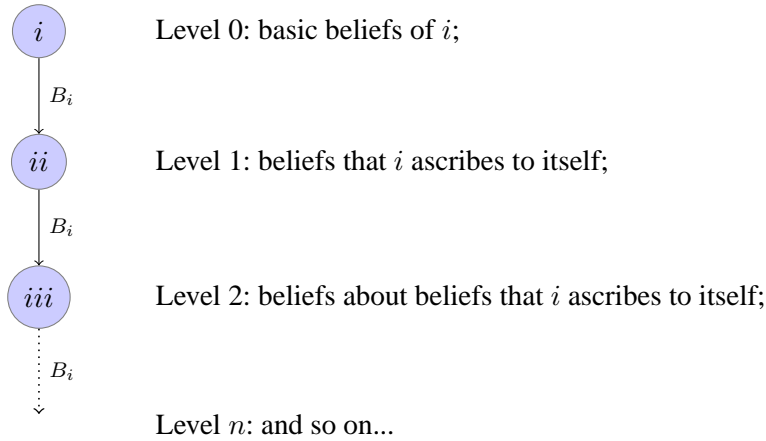 i Level 0: basic beliefs of i;
B_i
ii Level 1: beliefs that i ascribes to itself;
B_i
iii Level 2: beliefs about beliefs that i ascribes to itself;
B_i
Level n: and so on...